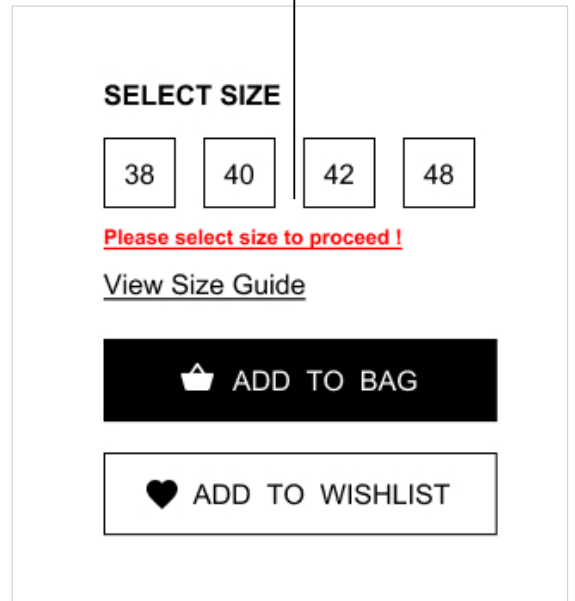 SELECT SIZE
38 40 42 48
Please select size to proceed !
View Size Guide
ADD TO BAG
ADD TO WISHLIST